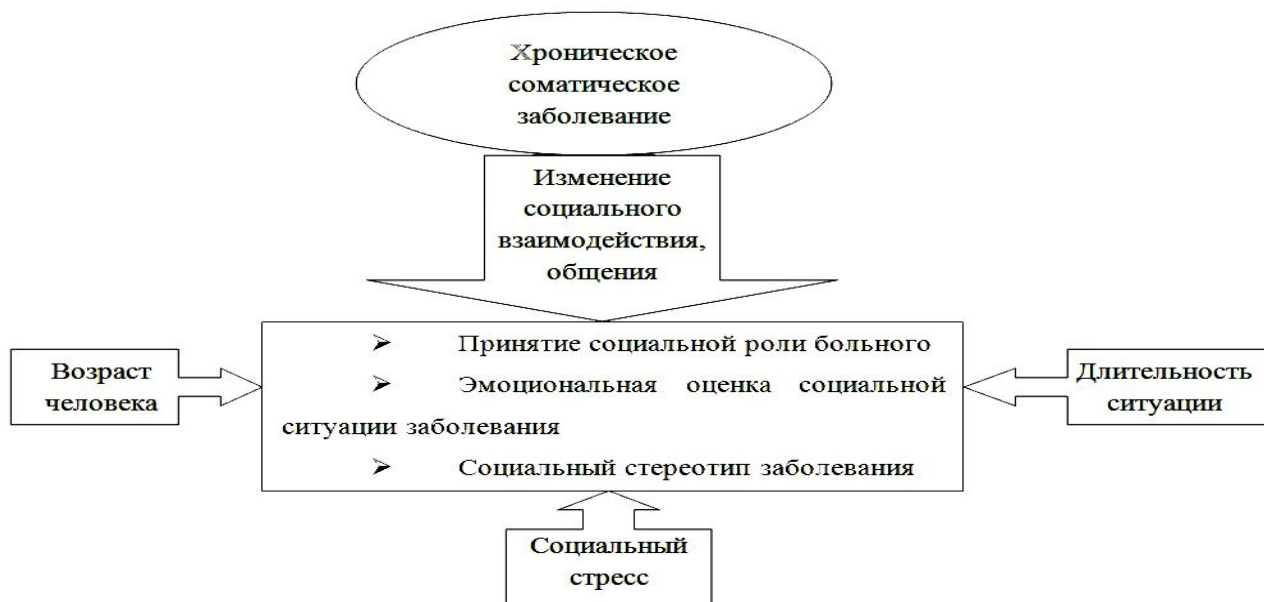 Хроническое
соматическое
заболевание
Изменение
социального
взаимодействия,
общения
➢ Принятие социальной роли больного
➢ Эмоциональная оценка социальной
ситуации заболевания
➢ Социальный стереотип заболевания
Возраст
человека
Длительность
ситуации
Социальный
стресс